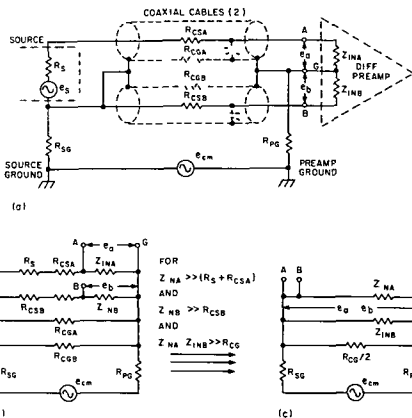 COAXIAL CABLES (2)
SOURCE
R_CSA
A
R_CGA
e_a
Z_INA
R_S
G
DIFF
PREAMP
R_CGB
e_S
e_b
Z_INB
R_CSB
B
R_SG
R_PG
SOURCE
GROUND
e_cm
PREAMP
GROUND
(a)
A e_a G
R_S R_CSA Z_INA
B e_b
R_CSB Z_NB
R_CGA
R_CGB
SG
R_PG
e_cm
FOR
Z_NA >>(R_S + R_CSA)
AND
Z_NB >> R_CSB
AND
Z_NA Z_INB >> R_CG
A B
Z_NA
e_a e_b
Z_INB
R_CG/2
R_SG
e_cm
)
(c)